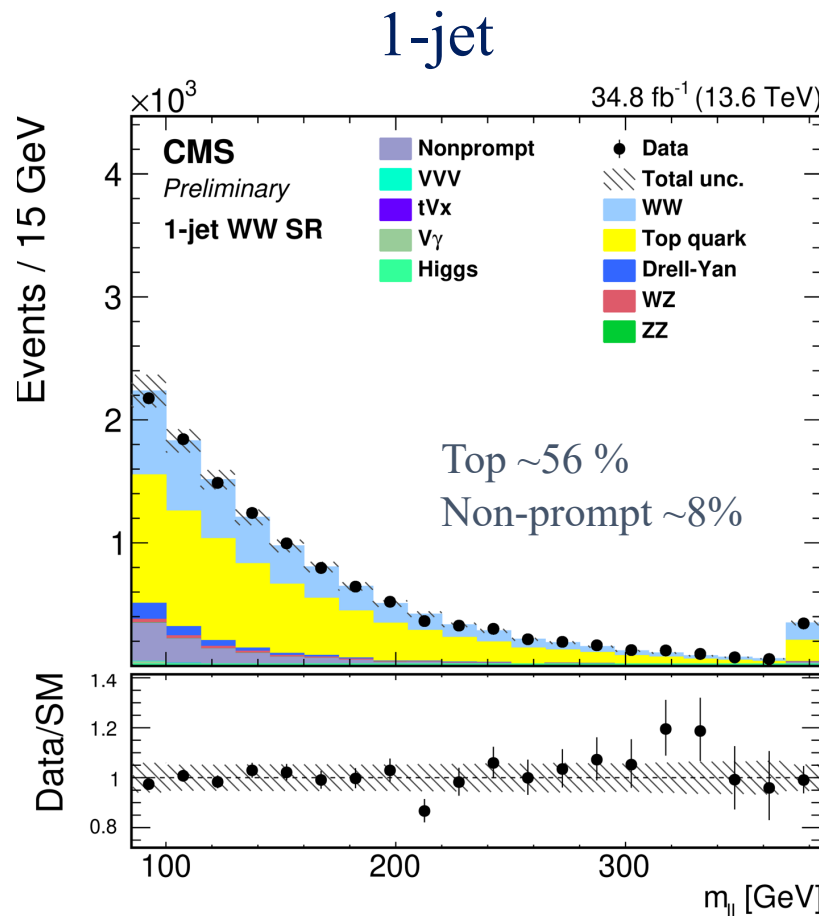 1-jet
×10³
34.8 fb⁻¹ (13.6 TeV)
CMS
Preliminary
1-jet WW SR
Nonprompt
VVV
tVx
Vγ
Higgs
Data
Total unc.
WW
Top quark
Drell-Yan
WZ
ZZ
Events / 15 GeV
4
3
2
1
Top ~56 %
Non-prompt ~8%
Data/SM
1.4
1.2
1
0.8
100
200
300
m_ll [GeV]